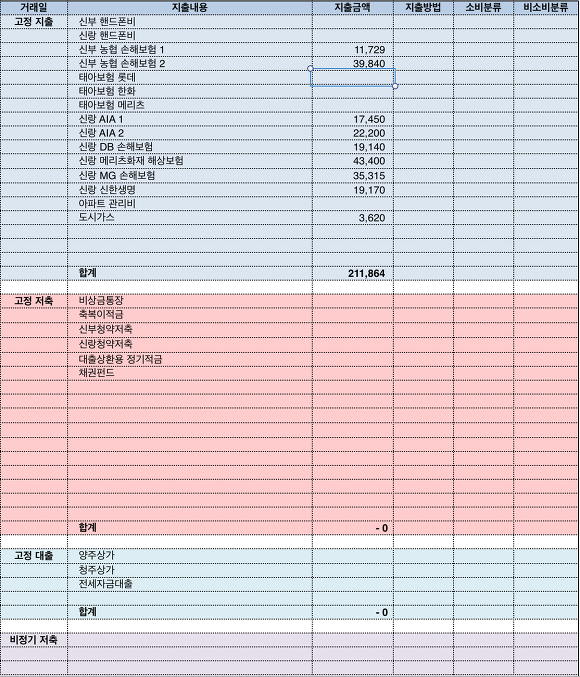 거래일 지출내용 지출금액 지출방법 소비분류 비소비분류
고정 지출 신부 핸드폰비
신랑 핸드폰비
신부 농협 손해보험 1 11,729
신부 농협 손해보험 2 39,840
태아보험 롯데
태아보험 한화
태아보험 메리츠
신랑 AIA 1 17,450
신랑 AIA 2 22,200
신랑 DB 손해보험 19,140
신랑 메리츠화재 해상보험 43,400
신랑 MG 손해보험 35,315
신랑 신한생명 19,170
아파트 관리비
도시가스 3,620
합계 211,864
고정 저축 비상금통장
축복이적금
신부청약저축
신랑청약저축
대출상환용 정기적금
채권펀드
합계 - 0
고정 대출 양주상가
청주상가
전세자금대출
합계 - 0
비정기 저축